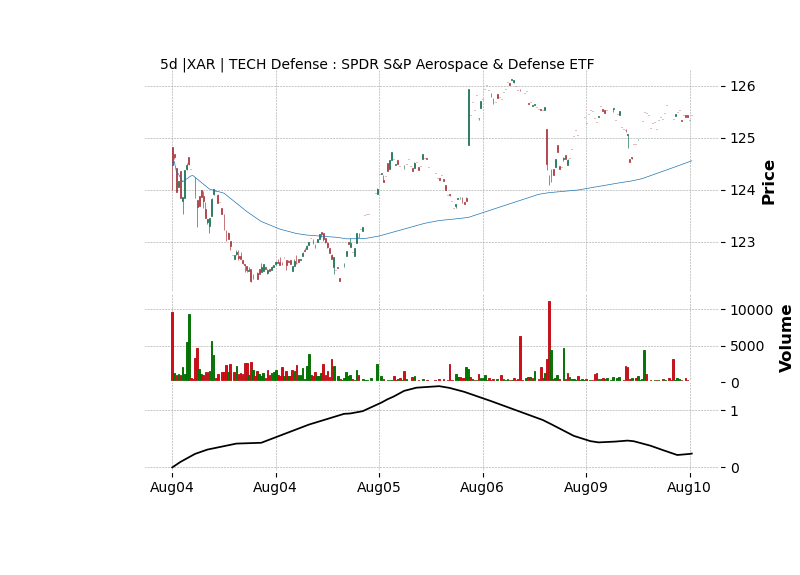 5d |XAR | TECH Defense : SPDR S&P Aerospace & Defense ETF
126
125
124
123
Price
10000
5000
0
Volume
1
0
Aug04 Aug04 Aug05 Aug06 Aug09 Aug10